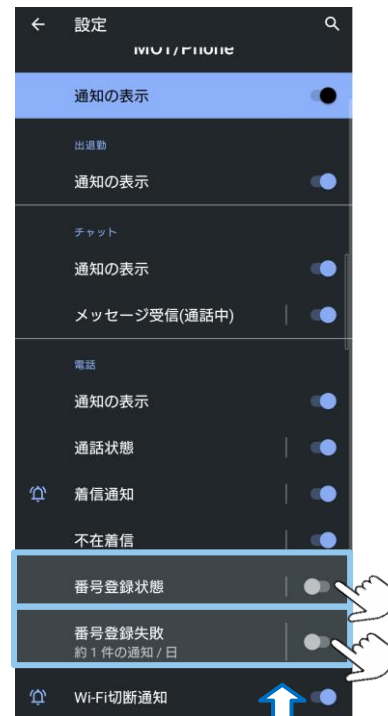 設定
MOT/Phone
通知の表示
出退勤
通知の表示
チャット
通知の表示
メッセージ受信(通話中)
電話
通知の表示
通話状態
着信通知
不在着信
番号登録状態
番号登録失敗
約 1 件の通知 / 日
Wi-Fi切断通知